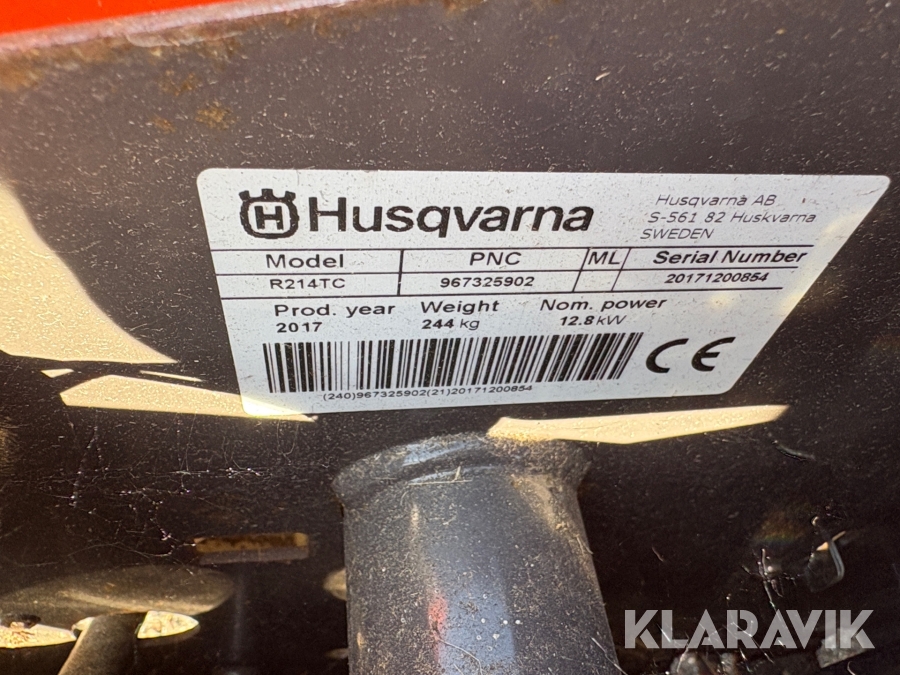 Husqvarna
Husqvarna AB
S-561 82 Huskvarna
SWEDEN
Model PNC ML Serial Number
R214TC 967325902 20171200854
Prod. year Weight Nom. power
2017 244 kg 12.8 kW
CE
(240)967325902(21)20171200854
KLARAVIK